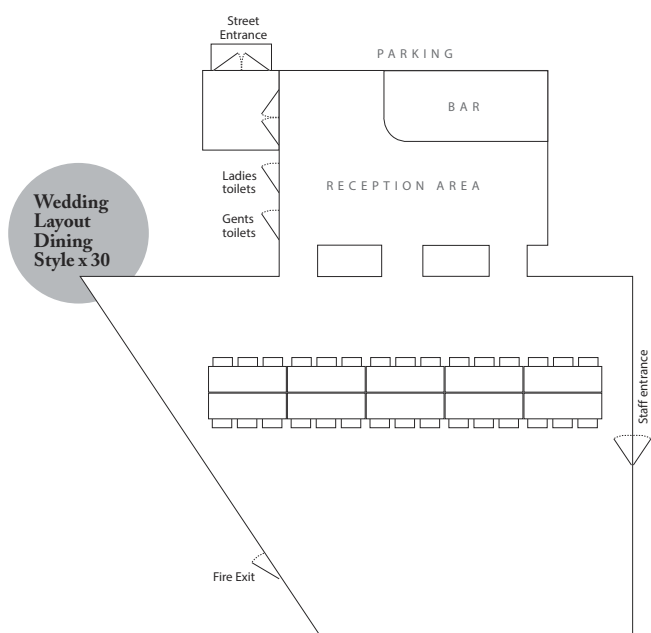 Street
Entrance
PARKING
BAR
Ladies
toilets
RECEPTION AREA
Gents
toilets
Wedding
Layout
Dining
Style x 30
Staff entrance
Fire Exit